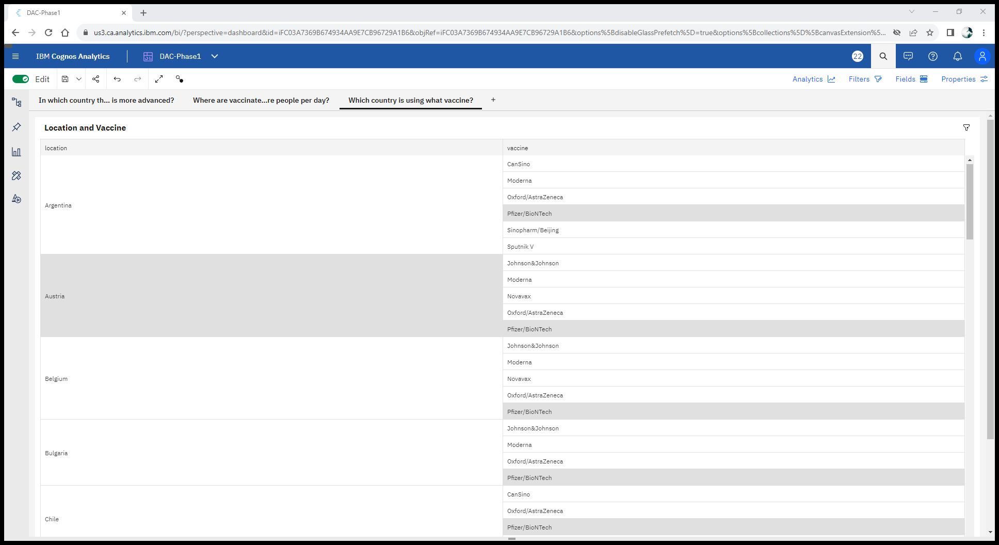 DAC-Phase1
us3.ca.analytics.ibm.com/bi/?perspective=dashboard&id=iFC03A7369B674934AA9E7CB96729A1B6&objRef=iFC03A7369B674934AA9E7CB96729A1B6&options%5BdisableGlassPrefetch%5D=true&options%5Bcollections%5D%5BcanvasExtension%5...
IBM Cognos Analytics DAC-Phase1 22
Edit Analytics Filters Fields Properties
In which country th... is more advanced? Where are vaccinate...re people per day? Which country is using what vaccine?
Location and Vaccine
location vaccine
Argentina
CanSino
Moderna
Oxford/AstraZeneca
Pfizer/BioNTech
Sinopharm/Beijing
Sputnik V
Austria
Johnson&Johnson
Moderna
Novavax
Oxford/AstraZeneca
Pfizer/BioNTech
Belgium
Johnson&Johnson
Moderna
Novavax
Oxford/AstraZeneca
Pfizer/BioNTech
Bulgaria
Johnson&Johnson
Moderna
Oxford/AstraZeneca
Pfizer/BioNTech
Chile
CanSino
Oxford/AstraZeneca
Pfizer/BioNTech